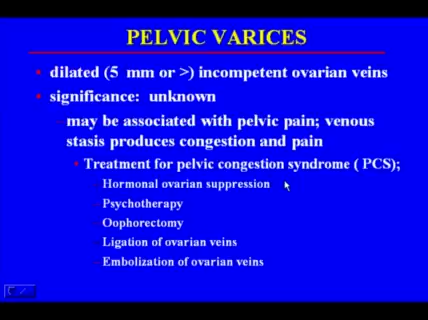 PELVIC VARICES
• dilated (5 mm or >) incompetent ovarian veins
• significance: unknown
–may be associated with pelvic pain; venous
stasis produces congestion and pain
• Treatment for pelvic congestion syndrome ( PCS);
– Hormonal ovarian suppression
– Psychotherapy
– Oophorectomy
– Ligation of ovarian veins
– Embolization of ovarian veins